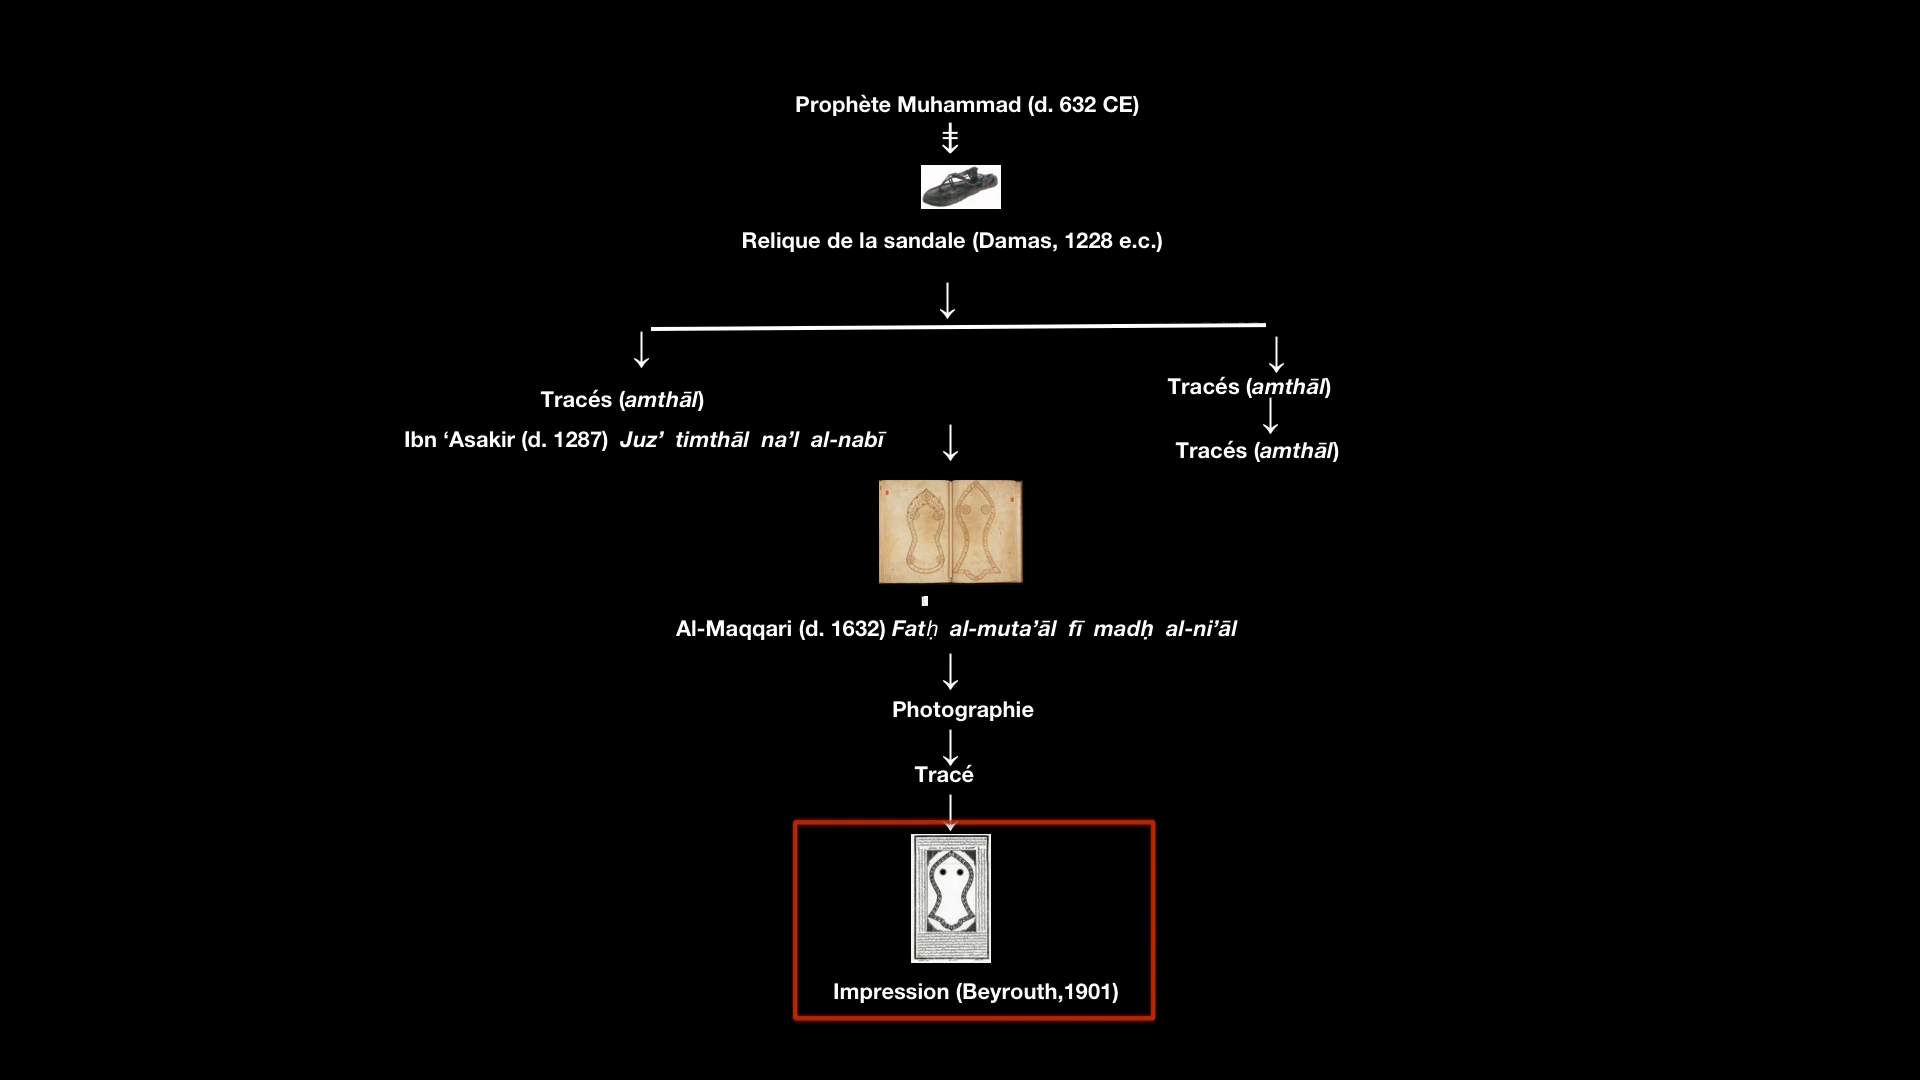 Prophète Muhammad (d. 632 CE)
Relique de la sandale (Damas, 1228 e.c.)
Tracés (amthāl)
Ibn ‘Asakir (d. 1287) Juz’ timthāl na’l al-nabī
Tracés (amthāl)
Tracés (amthāl)
Al-Maqqari (d. 1632) Fatḥ al-muta’āl fī madḥ al-ni’āl
Photographie
Tracé
Impression (Beyrouth,1901)